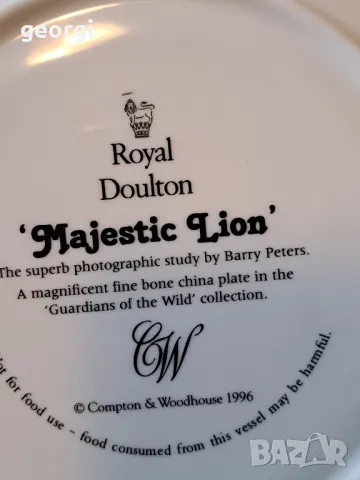 georgi
Royal
Doulton
'Majestic Lion'
The superb photographic study by Barry Peters.
A magnificent fine bone china plate in the
'Guardians of the Wild' collection.
CW
© Compton & Woodhouse 1996
Not for food use - food consumed from this vessel may be harmful.
BAZAR